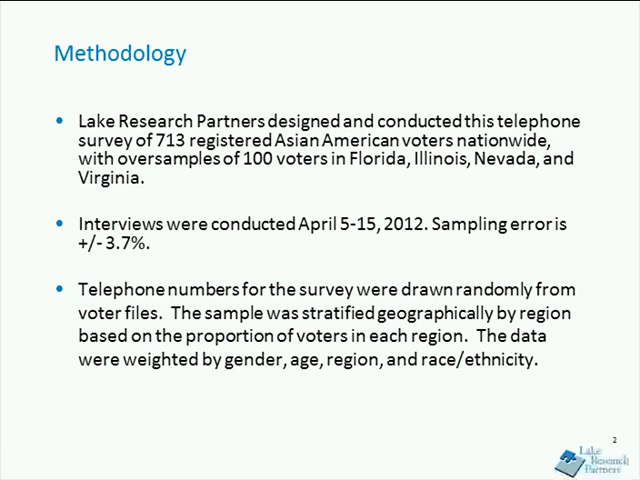 Methodology
• Lake Research Partners designed and conducted this telephone
survey of 713 registered Asian American voters nationwide,
with oversamples of 100 voters in Florida, Illinois, Nevada, and
Virginia.
• Interviews were conducted April 5-15, 2012. Sampling error is
+/- 3.7%.
• Telephone numbers for the survey were drawn randomly from
voter files.  The sample was stratified geographically by region
based on the proportion of voters in each region.  The data
were weighted by gender, age, region, and race/ethnicity.
2
Lake
Research
Partners